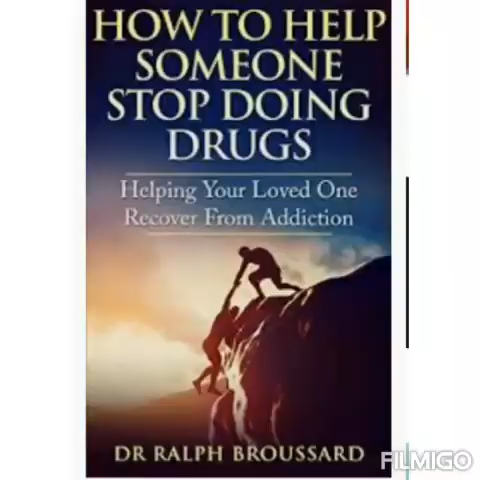 HOW TO HELP
SOMEONE
STOP DOING
DRUGS
Helping Your Loved One
Recover From Addiction
DR RALPH BROUSSARD
FILMIGO